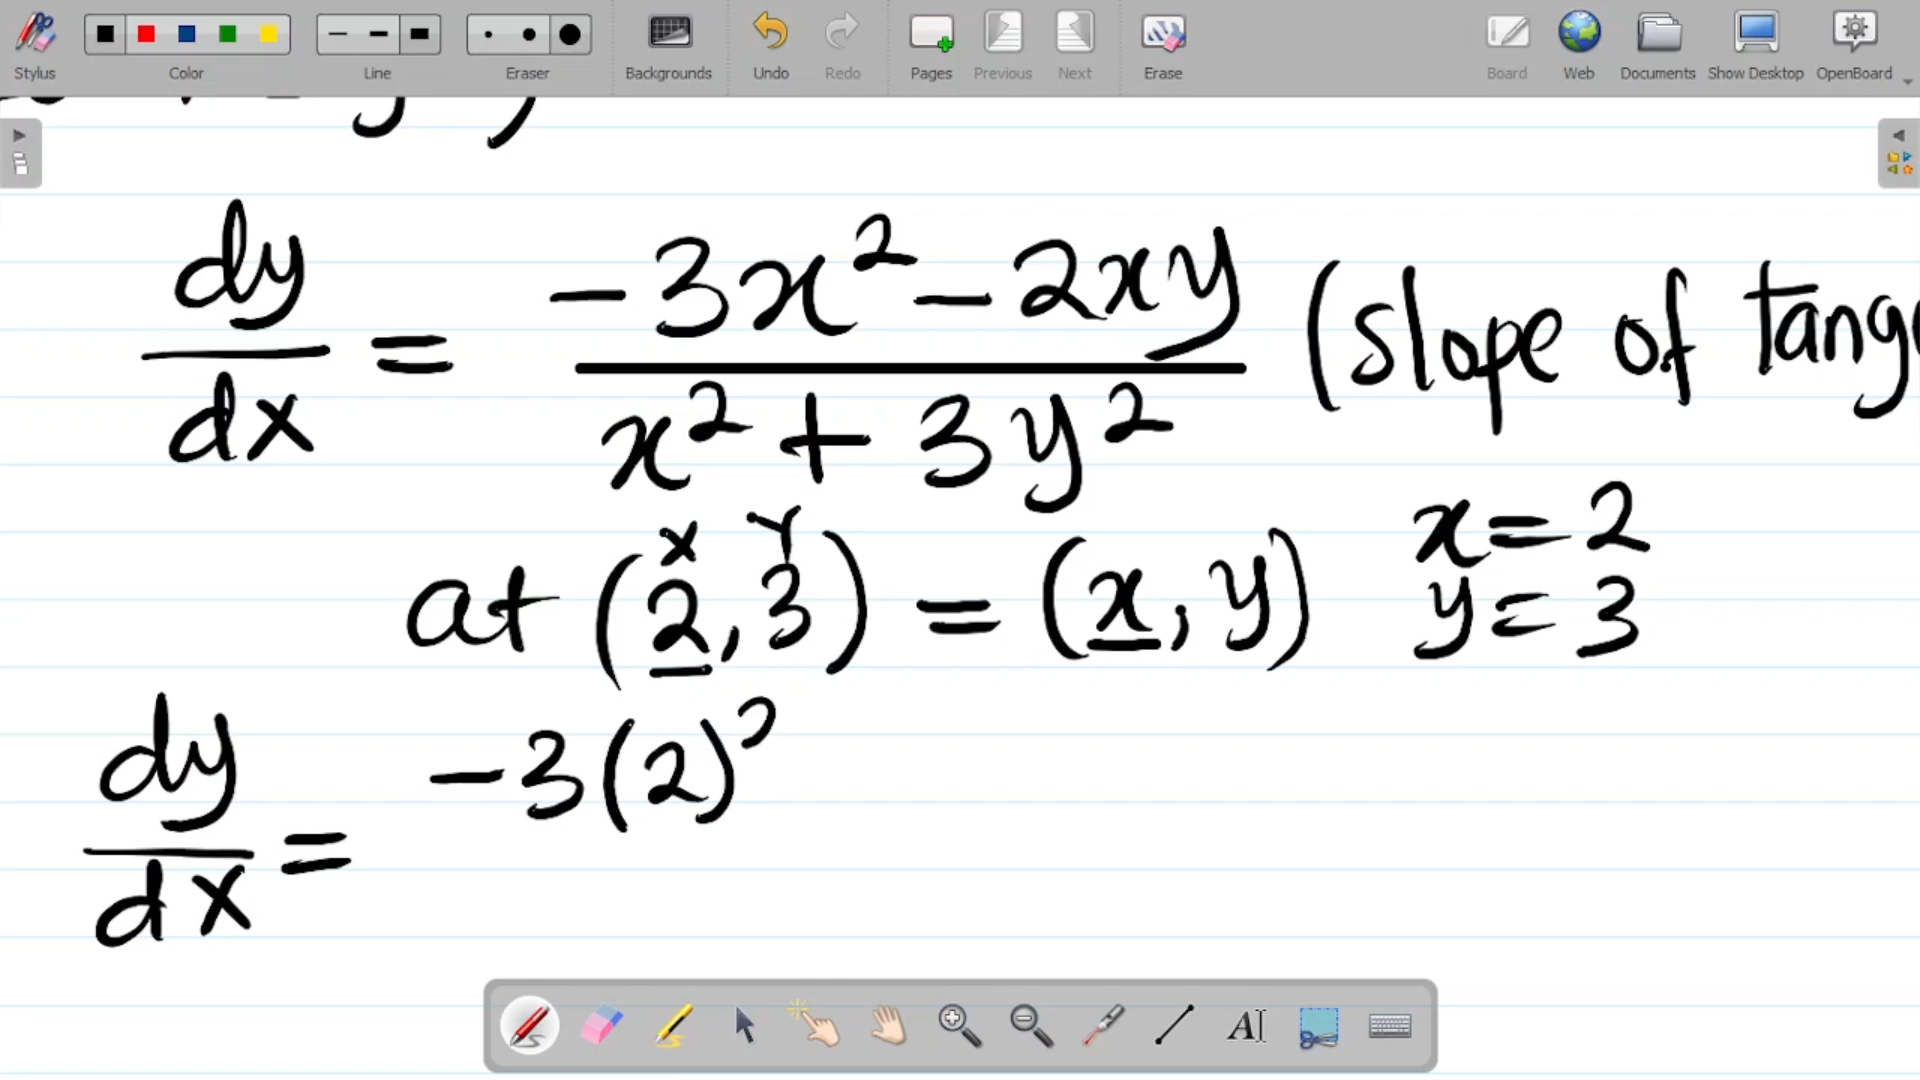 Stylus Color Line Eraser Backgrounds Undo Redo Pages Previous Next Erase Board Web Documents Show Desktop OpenBoard
dy/dx = (-3x² - 2xy)/(x² + 3y²) (slope of tang
x y
at (2, 3) = (x, y) x = 2
y = 3
dy/dx = -3(2)²